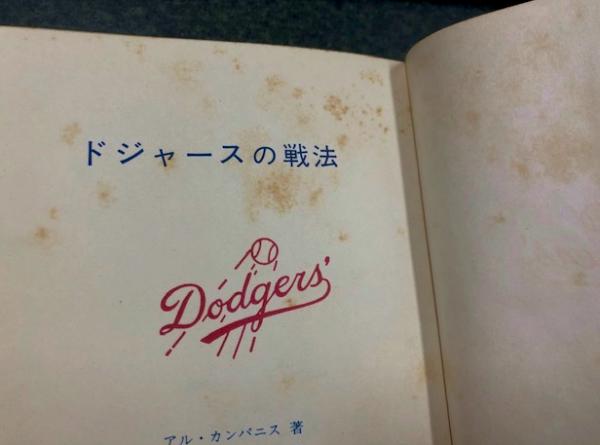 ドジャースの戦法
Dodgers'
アル・カンパニス 著